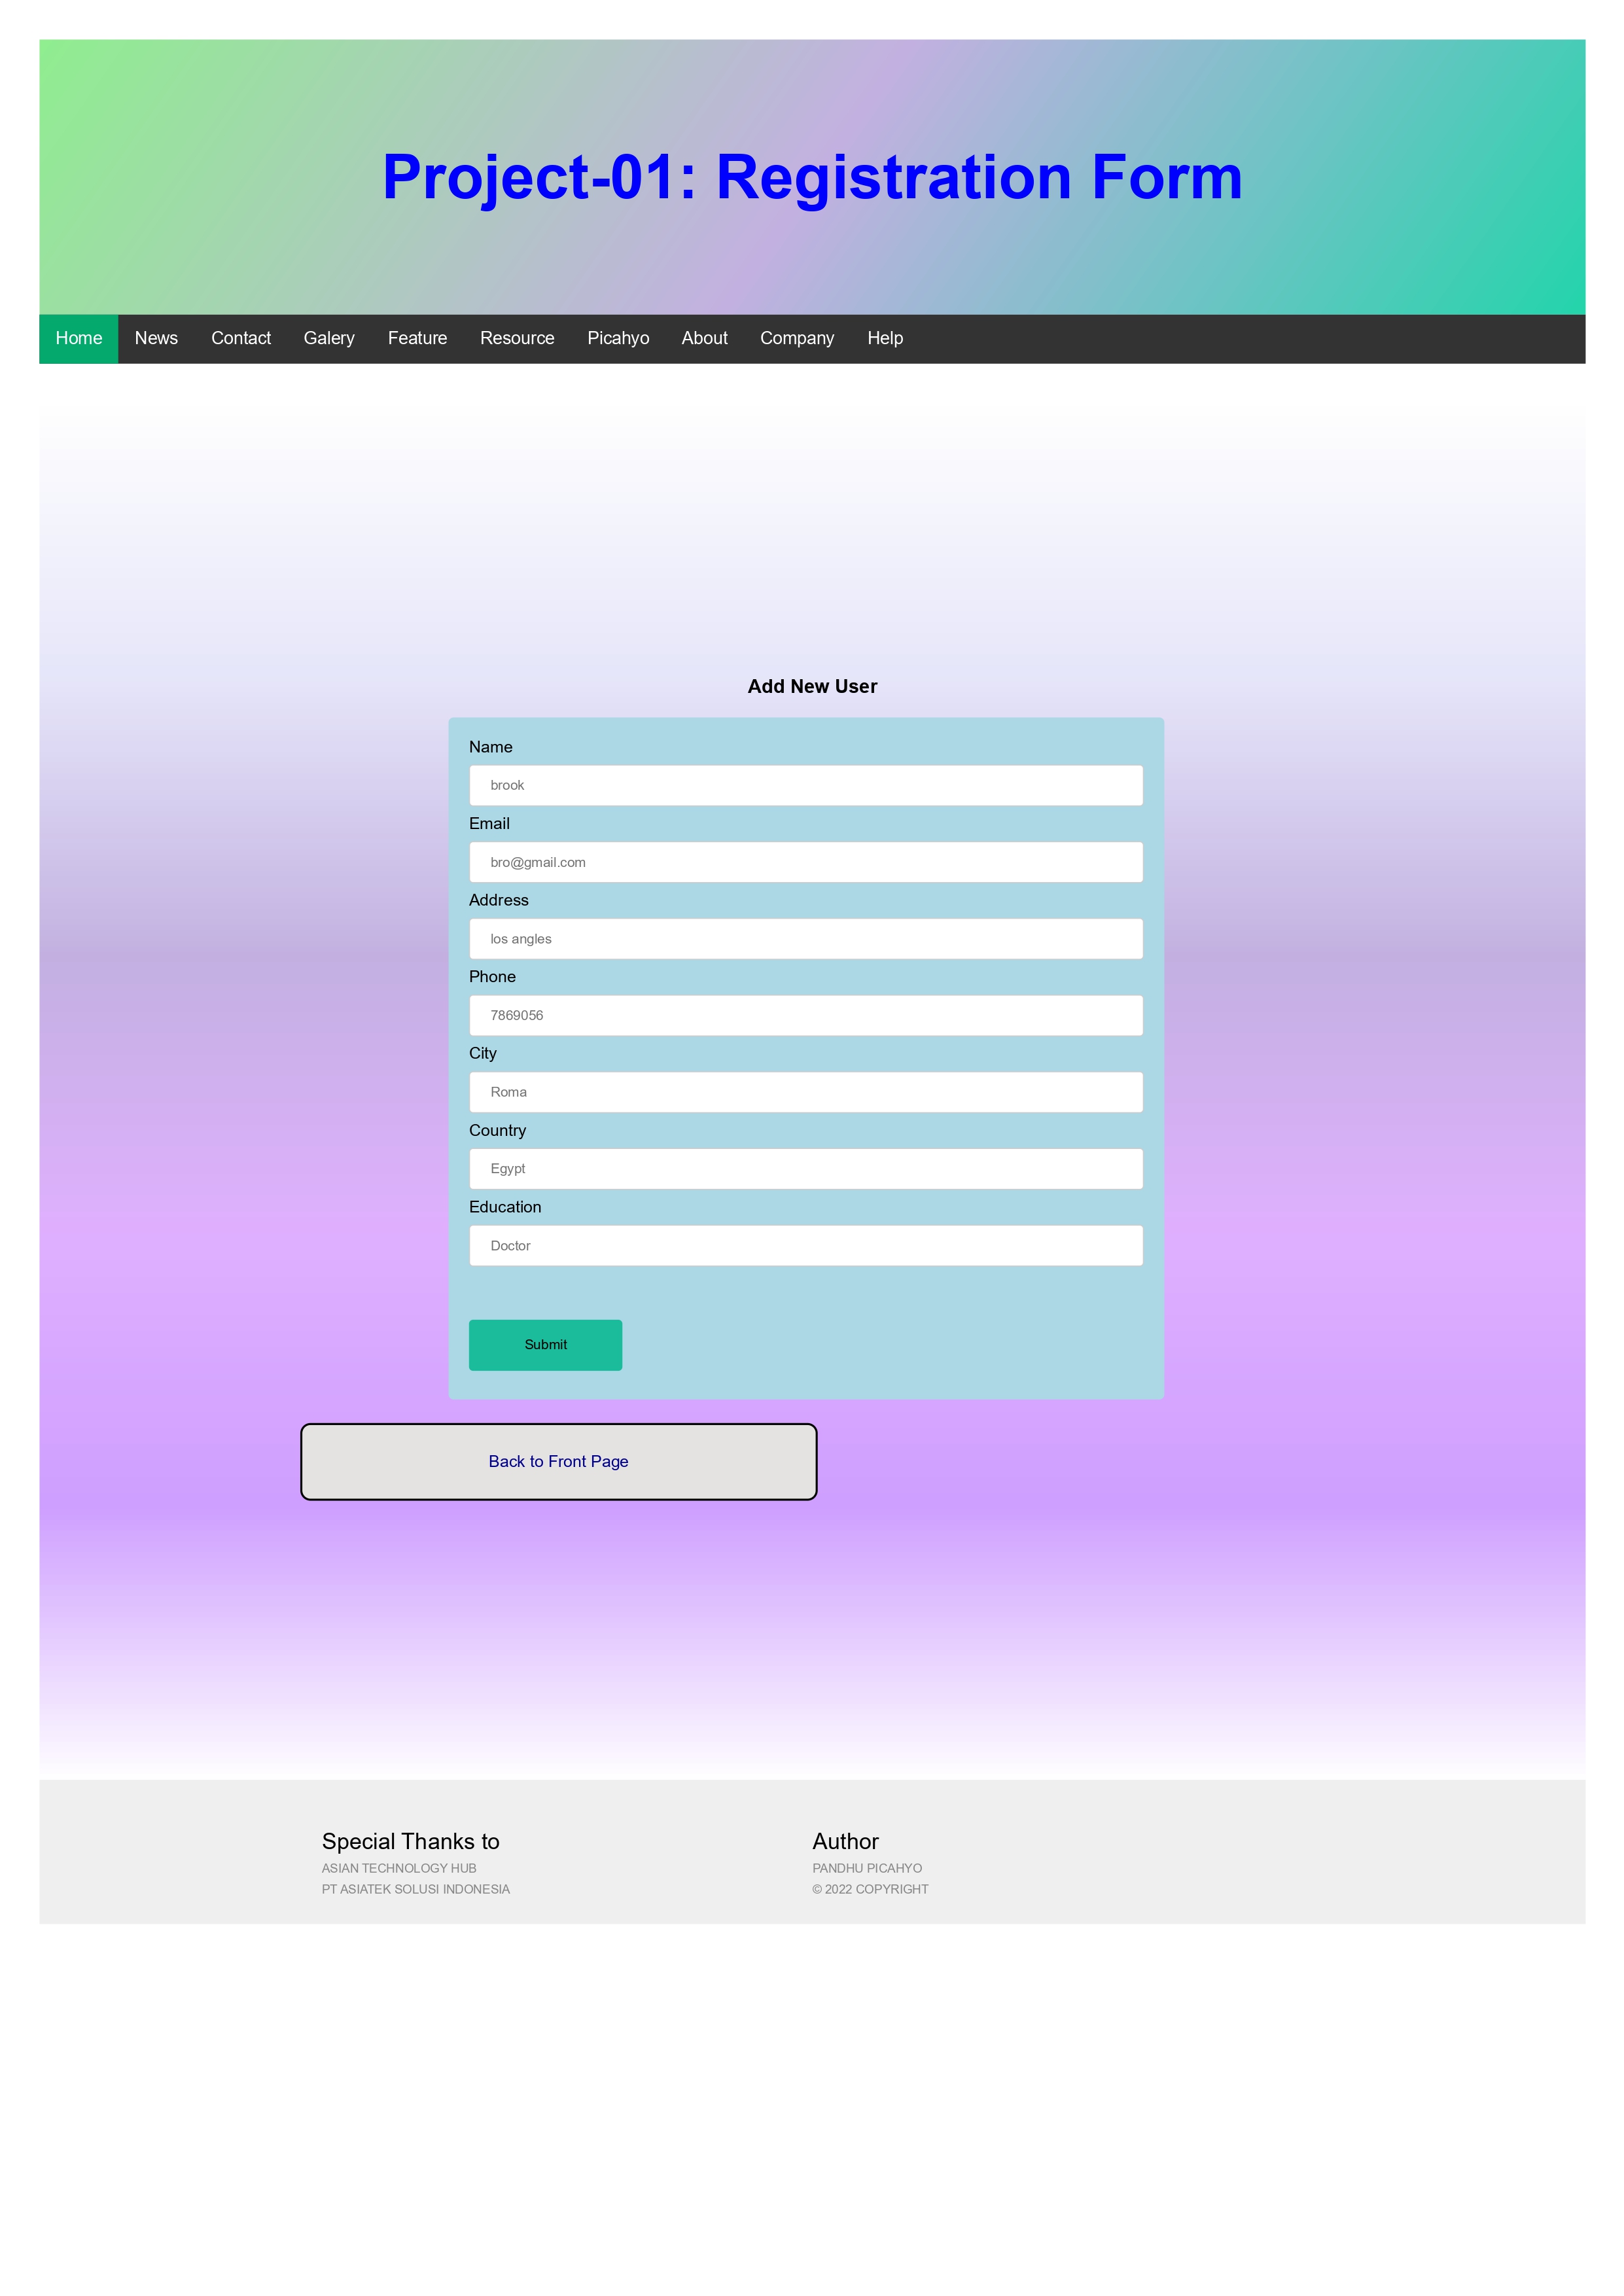 Project-01: Registration Form
Home News Contact Galery Feature Resource Picahyo About Company Help
Add New User
Name
brook
Email
bro@gmail.com
Address
los angles
Phone
7869056
City
Roma
Country
Egypt
Education
Doctor
Submit
Back to Front Page
Special Thanks to
ASIAN TECHNOLOGY HUB
PT ASIATEK SOLUSI INDONESIA
Author
PANDHU PICAHYO
© 2022 COPYRIGHT